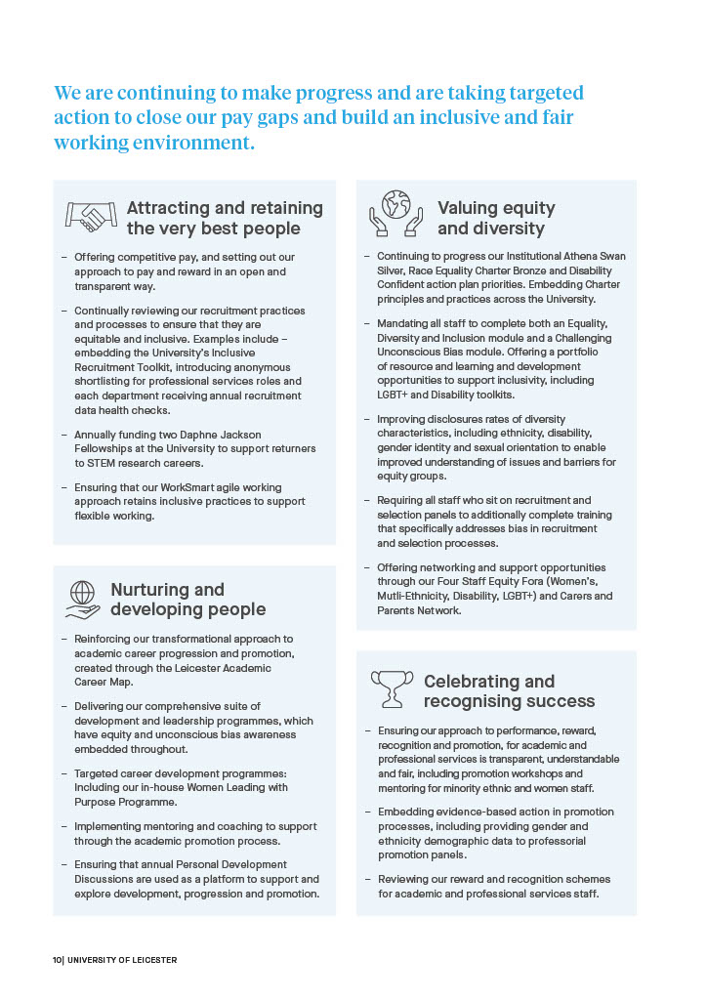 We are continuing to make progress and are taking targeted
action to close our pay gaps and build an inclusive and fair
working environment.
Attracting and retaining
the very best people
– Offering competitive pay, and setting out our
approach to pay and reward in an open and
transparent way.
– Continually reviewing our recruitment practices
and processes to ensure that they are
equitable and inclusive. Examples include –
embedding the University's Inclusive
Recruitment Toolkit, introducing anonymous
shortlisting for professional services roles and
each department receiving annual recruitment
data health checks.
– Annually funding two Daphne Jackson
Fellowships at the University to support returners
to STEM research careers.
– Ensuring that our WorkSmart agile working
approach retains inclusive practices to support
flexible working.
Nurturing and
developing people
– Reinforcing our transformational approach to
academic career progression and promotion,
created through the Leicester Academic
Career Map.
– Delivering our comprehensive suite of
development and leadership programmes, which
have equity and unconscious bias awareness
embedded throughout.
– Targeted career development programmes:
Including our in-house Women Leading with
Purpose Programme.
– Implementing mentoring and coaching to support
through the academic promotion process.
– Ensuring that annual Personal Development
Discussions are used as a platform to support and
explore development, progression and promotion.
Valuing equity
and diversity
– Continuing to progress our Institutional Athena Swan
Silver, Race Equality Charter Bronze and Disability
Confident action plan priorities. Embedding Charter
principles and practices across the University.
– Mandating all staff to complete both an Equality,
Diversity and Inclusion module and a Challenging
Unconscious Bias module. Offering a portfolio
of resource and learning and development
opportunities to support inclusivity, including
LGBT+ and Disability toolkits.
– Improving disclosures rates of diversity
characteristics, including ethnicity, disability,
gender identity and sexual orientation to enable
improved understanding of issues and barriers for
equity groups.
– Requiring all staff who sit on recruitment and
selection panels to additionally complete training
that specifically addresses bias in recruitment
and selection processes.
– Offering networking and support opportunities
through our Four Staff Equity Fora (Women's,
Mutli-Ethnicity, Disability, LGBT+) and Carers and
Parents Network.
Celebrating and
recognising success
– Ensuring our approach to performance, reward,
recognition and promotion, for academic and
professional services is transparent, understandable
and fair, including promotion workshops and
mentoring for minority ethnic and women staff.
– Embedding evidence-based action in promotion
processes, including providing gender and
ethnicity demographic data to professorial
promotion panels.
– Reviewing our reward and recognition schemes
for academic and professional services staff.
10| UNIVERSITY OF LEICESTER